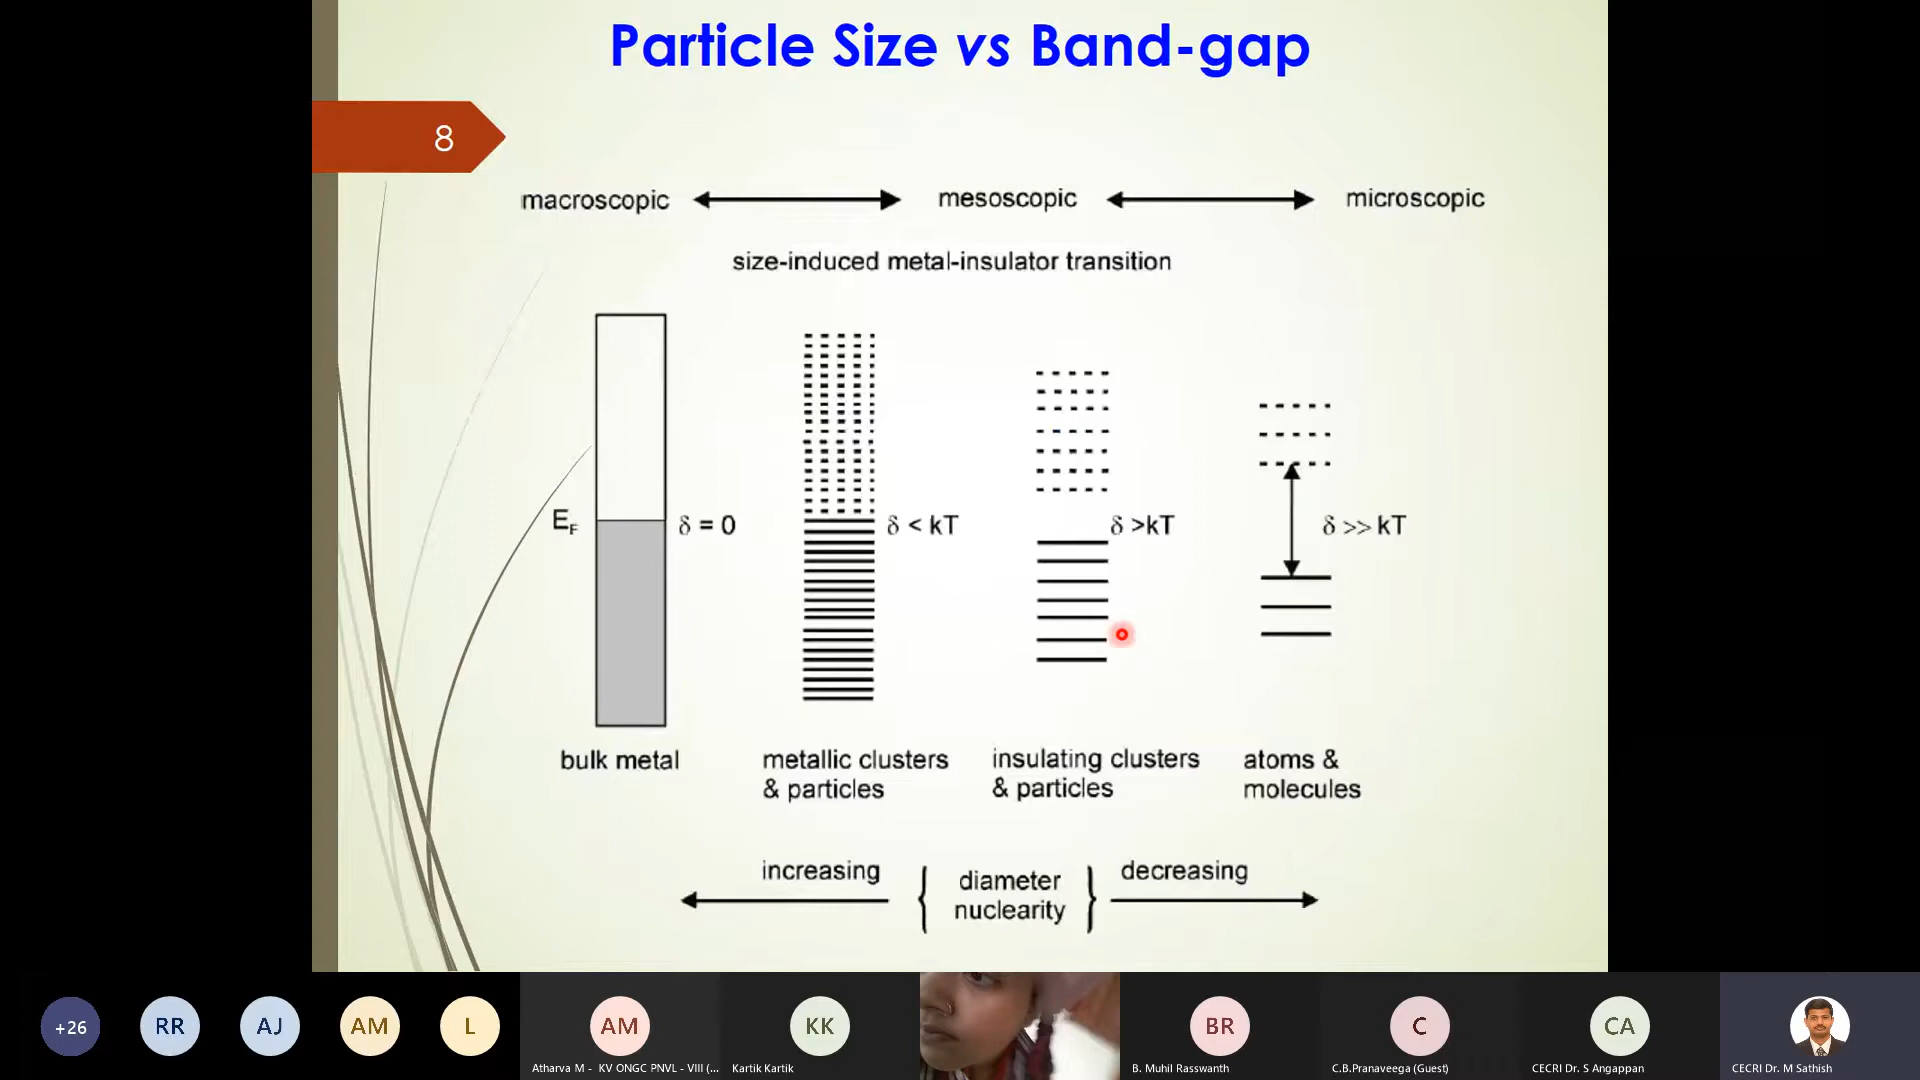 Particle Size vs Band-gap
8
macroscopic mesoscopic microscopic
size-induced metal-insulator transition
EF δ = 0 δ < kT δ >kT δ >> kT
bulk metal
metallic clusters
& particles
insulating clusters
& particles
atoms &
molecules
increasing { diameter nuclearity } decreasing
+26
RR
AJ
AM
L
AM
Atharva M - KV ONGC PNVL - VIII (...
KK
Kartik Kartik
BR
B. Muhil Rasswanth
C
C.B.Pranaveega (Guest)
CA
CECRI Dr. S Angappan
CECRI Dr. M Sathish